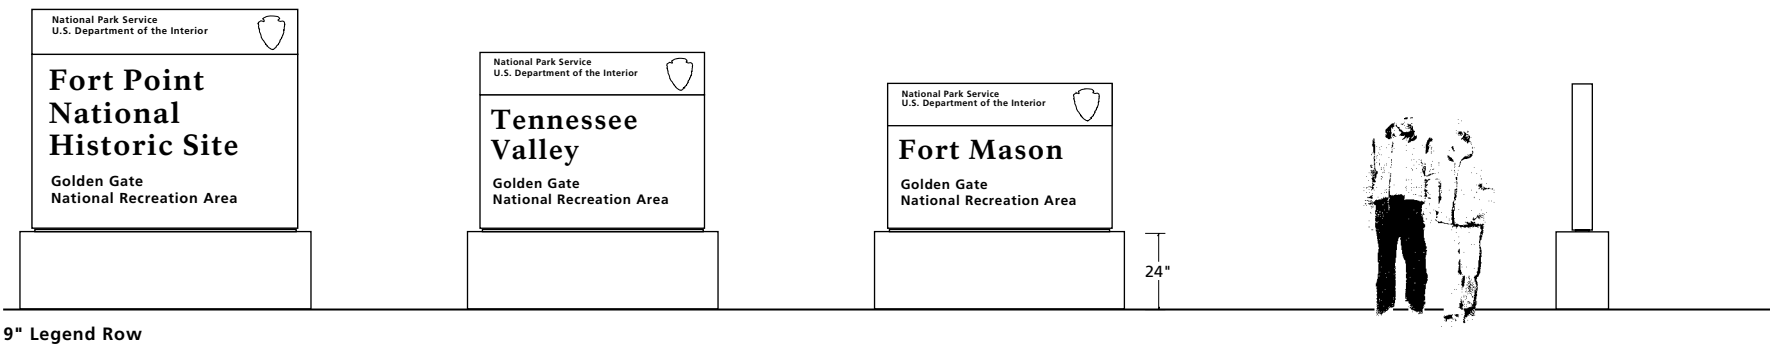 National Park Service
U.S. Department of the Interior
Fort Point
National
Historic Site
Golden Gate
National Recreation Area
National Park Service
U.S. Department of the Interior
Tennessee
Valley
Golden Gate
National Recreation Area
National Park Service
U.S. Department of the Interior
Fort Mason
Golden Gate
National Recreation Area
24"
9" Legend Row